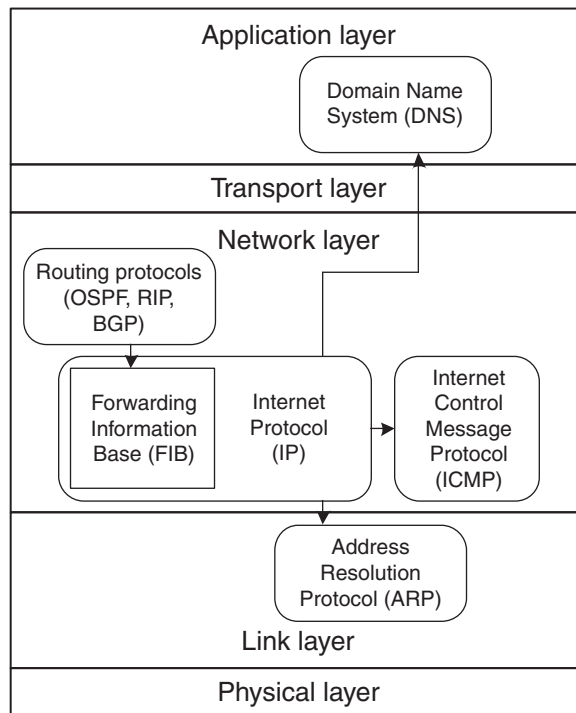 Application layer
Domain Name
System (DNS)
Transport layer
Network layer
Routing protocols
(OSPF, RIP,
BGP)
Forwarding
Information
Base (FIB)
Internet
Protocol
(IP)
Internet
Control
Message
Protocol
(ICMP)
Address
Resolution
Protocol (ARP)
Link layer
Physical layer